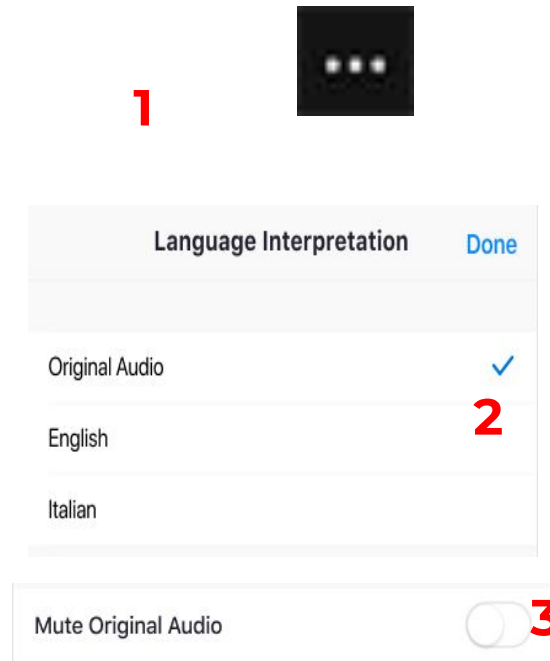 1
Language Interpretation Done
Original Audio
2
English
Italian
Mute Original Audio 3